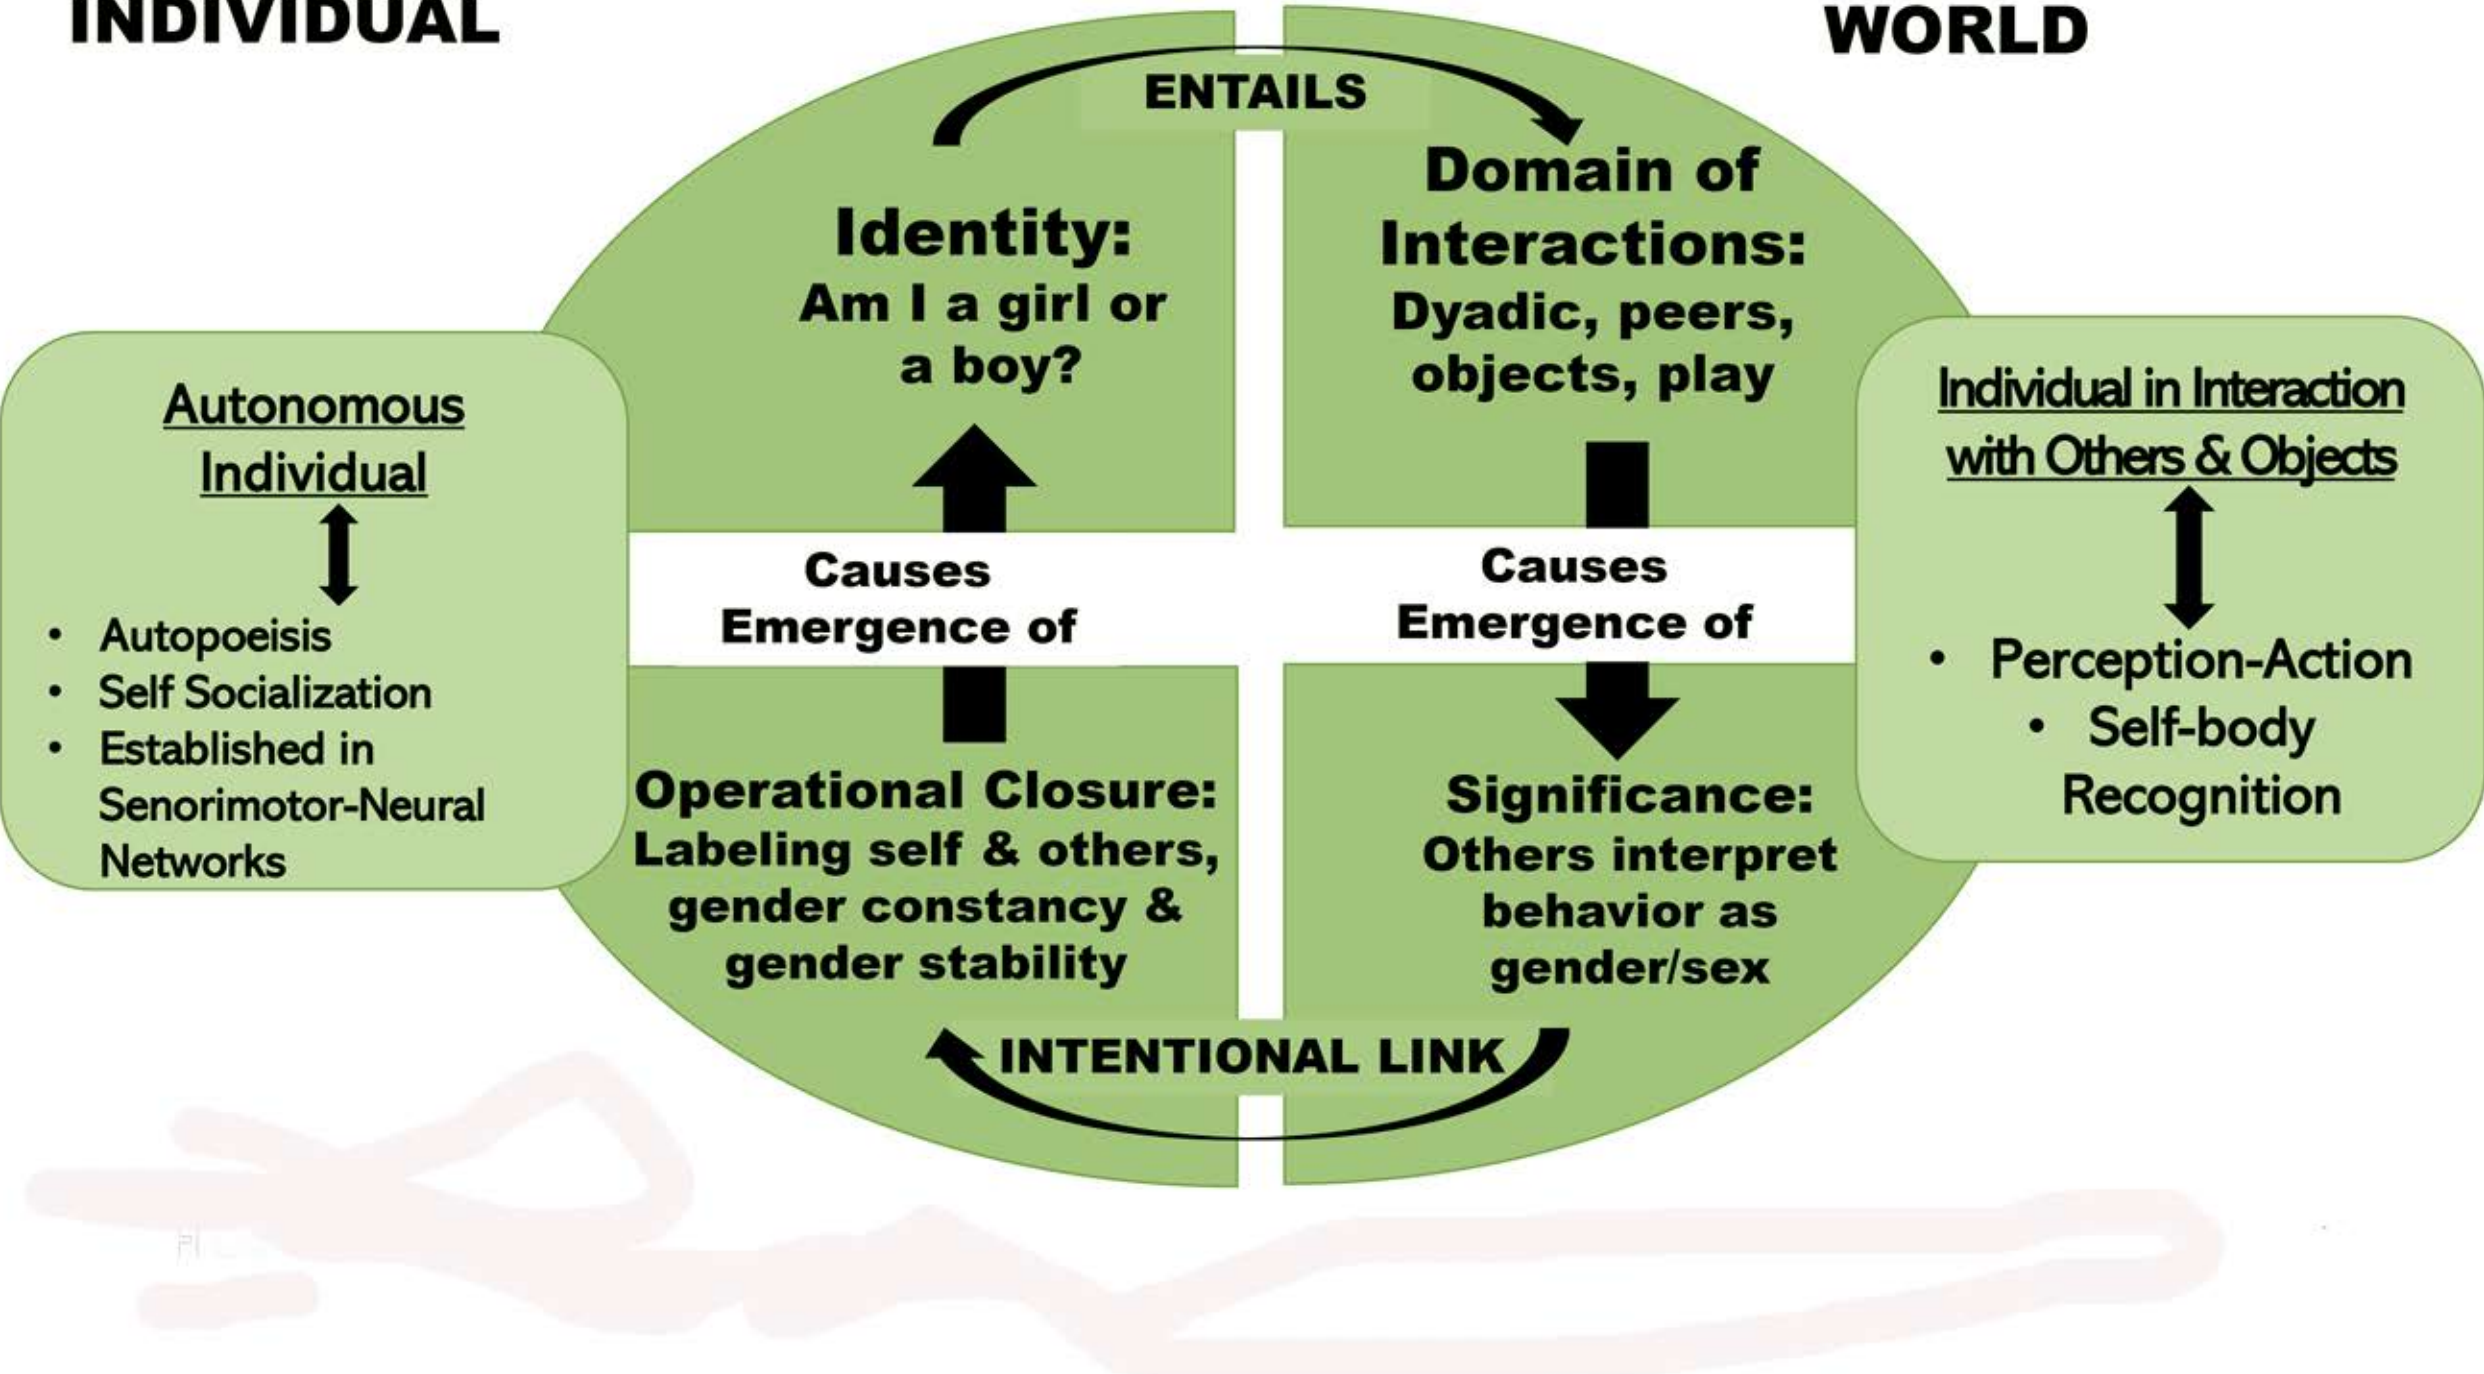 INDIVIDUAL
WORLD
ENTAILS
Identity:
Am I a girl or
a boy?
Domain of
Interactions:
Dyadic, peers,
objects, play
Autonomous
Individual
• Autopoeisis
• Self Socialization
• Established in
Senorimotor-Neural
Networks
Causes
Emergence of
Causes
Emergence of
Individual in Interaction
with Others & Objects
• Perception-Action
• Self-body
Recognition
Operational Closure:
Labeling self & others,
gender constancy &
gender stability
Significance:
Others interpret
behavior as
gender/sex
INTENTIONAL LINK